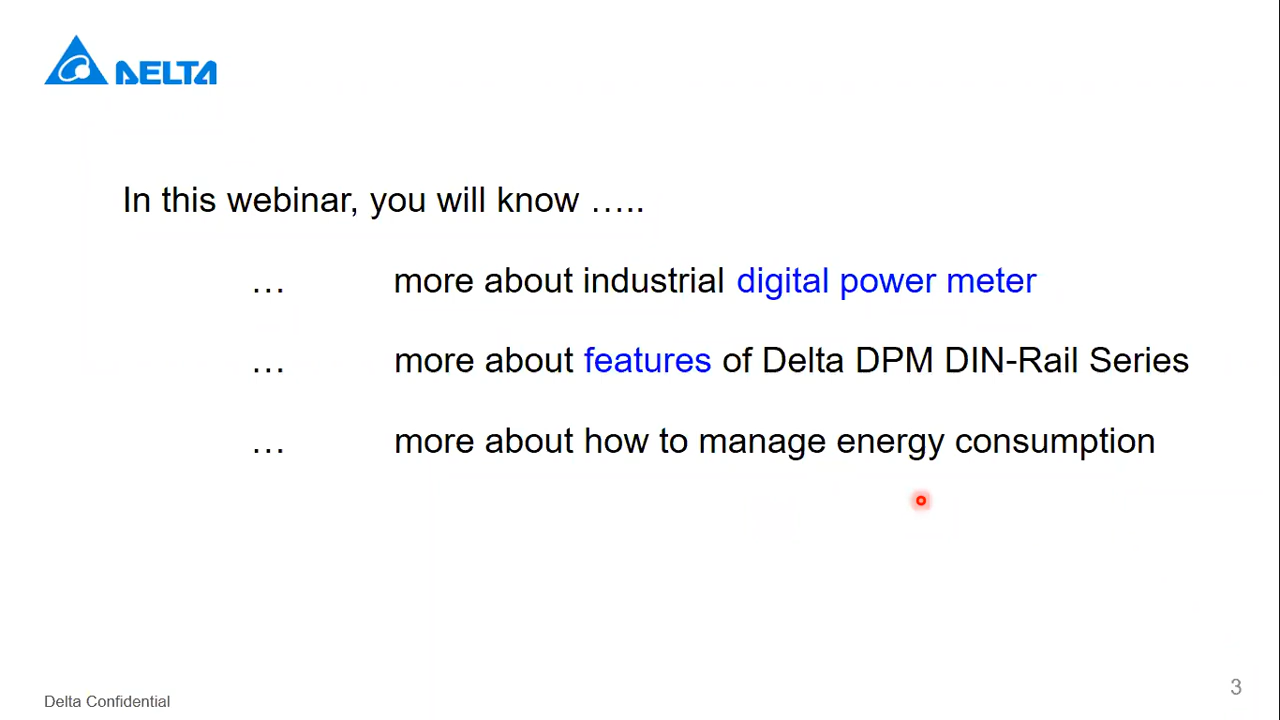 DELTA
In this webinar, you will know …..
… more about industrial digital power meter
… more about features of Delta DPM DIN-Rail Series
… more about how to manage energy consumption
Delta Confidential
3